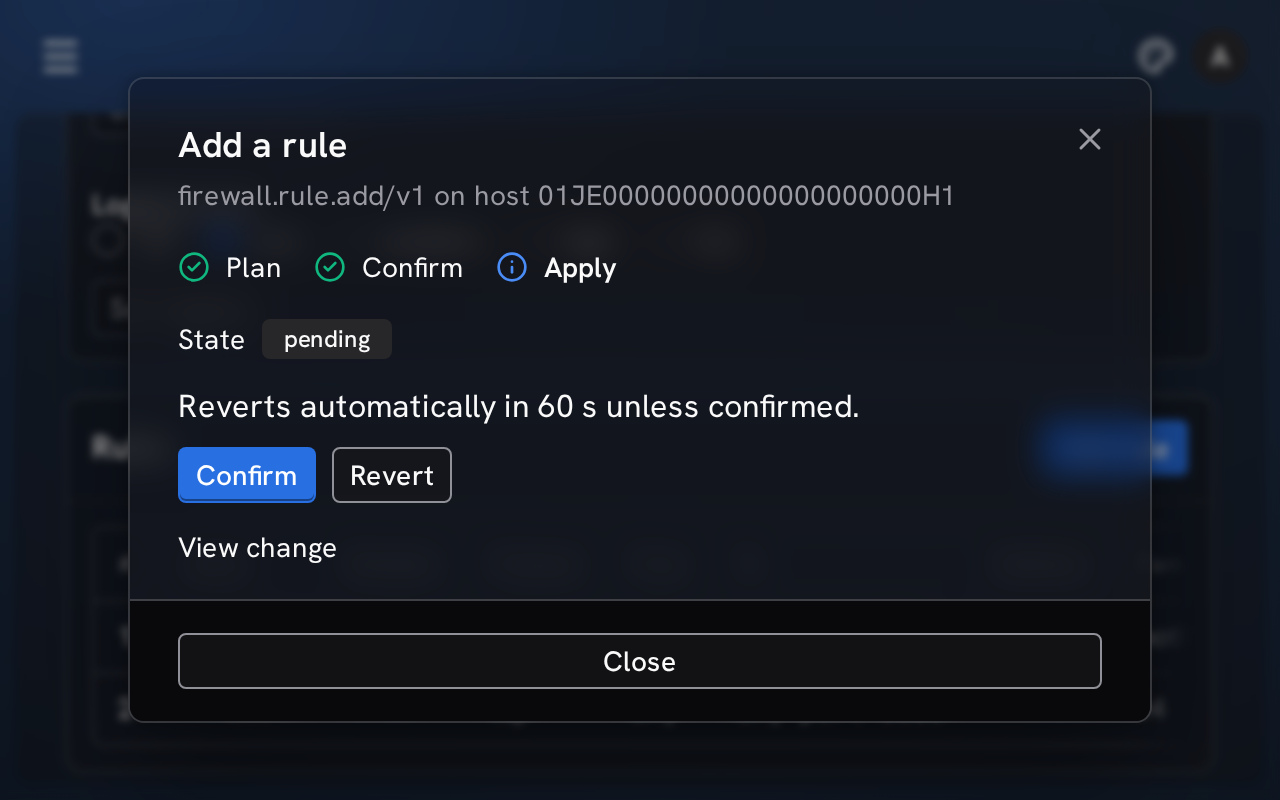 A
Add a rule
firewall.rule.add/v1 on host 01JE00000000000000000000H1
Plan Confirm Apply
State pending
Reverts automatically in 60 s unless confirmed.
Confirm Revert
View change
Close